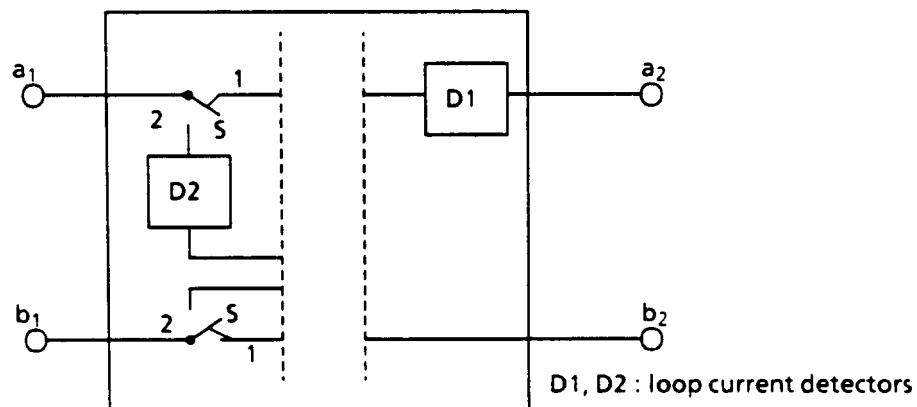 a1
1
a2
D1
2
S
D2
b1
2
S
1
b2
D1, D2 : loop current detectors